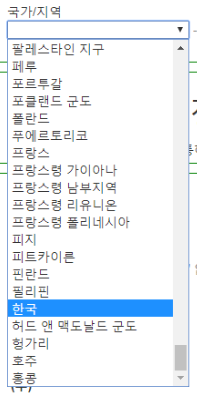 국가/지역
팔레스타인 지구
페루
포르투갈
포클랜드 군도
폴란드
푸에르토리코
프랑스
프랑스령 가이아나
프랑스령 남부지역
프랑스령 리유니온
프랑스령 폴리네시아
피지
피트카이른
핀란드
필리핀
한국
허드 앤 맥도날드 군도
헝가리
호주
홍콩